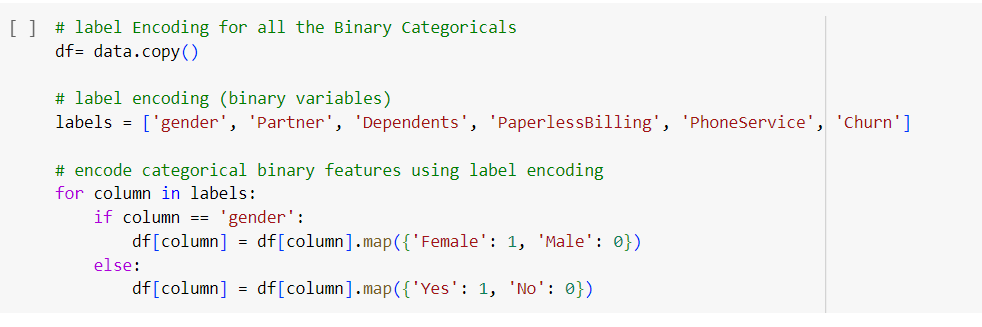 [ ] # label Encoding for all the Binary Categoricals
df= data.copy()
# label encoding (binary variables)
labels = ['gender', 'Partner', 'Dependents', 'PaperlessBilling', 'PhoneService', 'Churn']
# encode categorical binary features using label encoding
for column in labels:
    if column == 'gender':
        df[column] = df[column].map({'Female': 1, 'Male': 0})
    else:
        df[column] = df[column].map({'Yes': 1, 'No': 0})